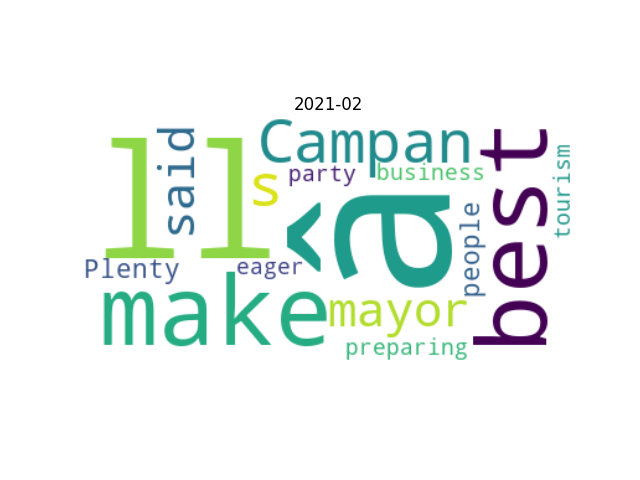 2021-02
ll
said
Campan
s
party
business
best
tourism
â
people
Plenty
eager
make
mayor
preparing